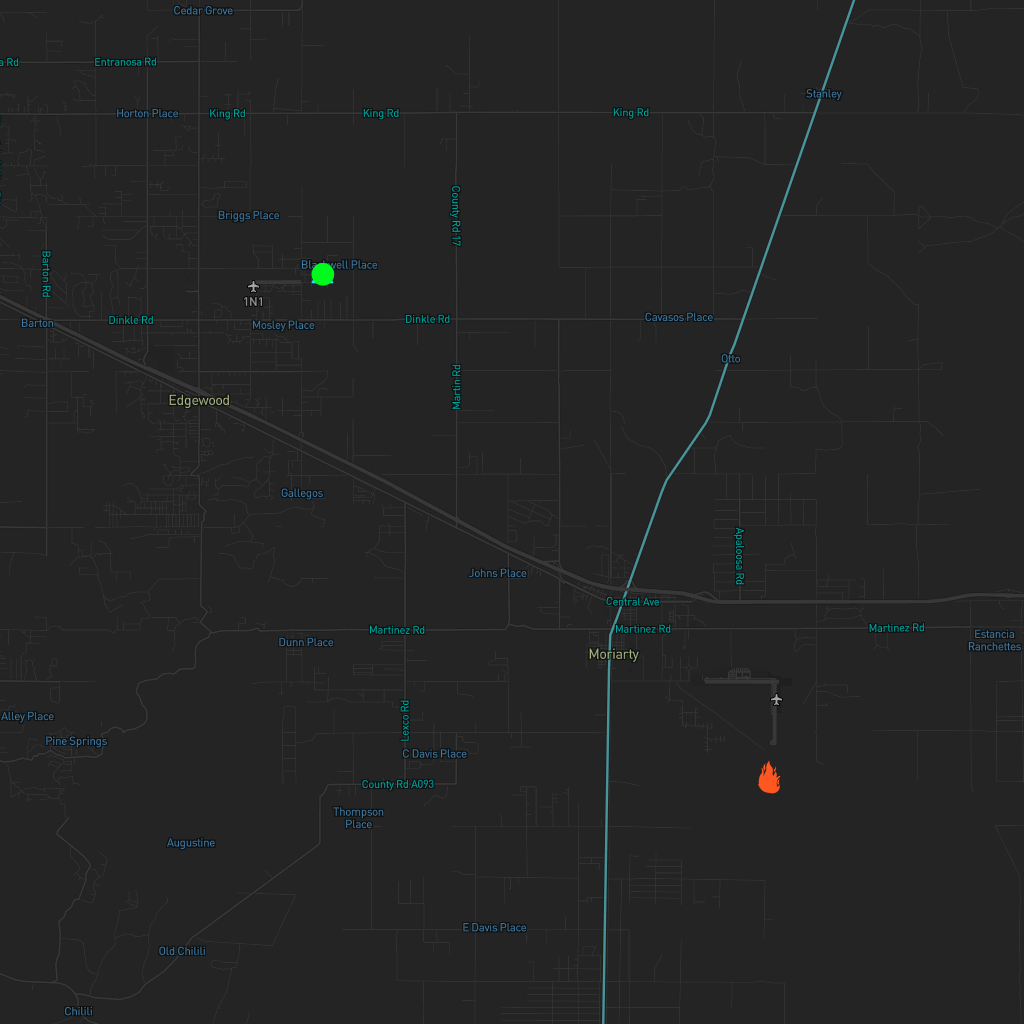 Cedar Grove
a Rd
Entranosa Rd
Stanley
Horton Place
King Rd
King Rd
King Rd
County Rd 17
Briggs Place
Barton Rd
Blackwell Place
1N1
Barton
Dinkle Rd
Mosley Place
Dinkle Rd
Cavasos Place
Otto
Martin Rd
Edgewood
Gallegos
Apaloosa Rd
Johns Place
Central Ave
Martinez Rd
Martinez Rd
Martinez Rd
Dunn Place
Estancia
Ranchettes
Moriarty
Alley Place
Lexco Rd
Pine Springs
C Davis Place
County Rd A093
Thompson
Place
Augustine
E Davis Place
Old Chilili
Chilili